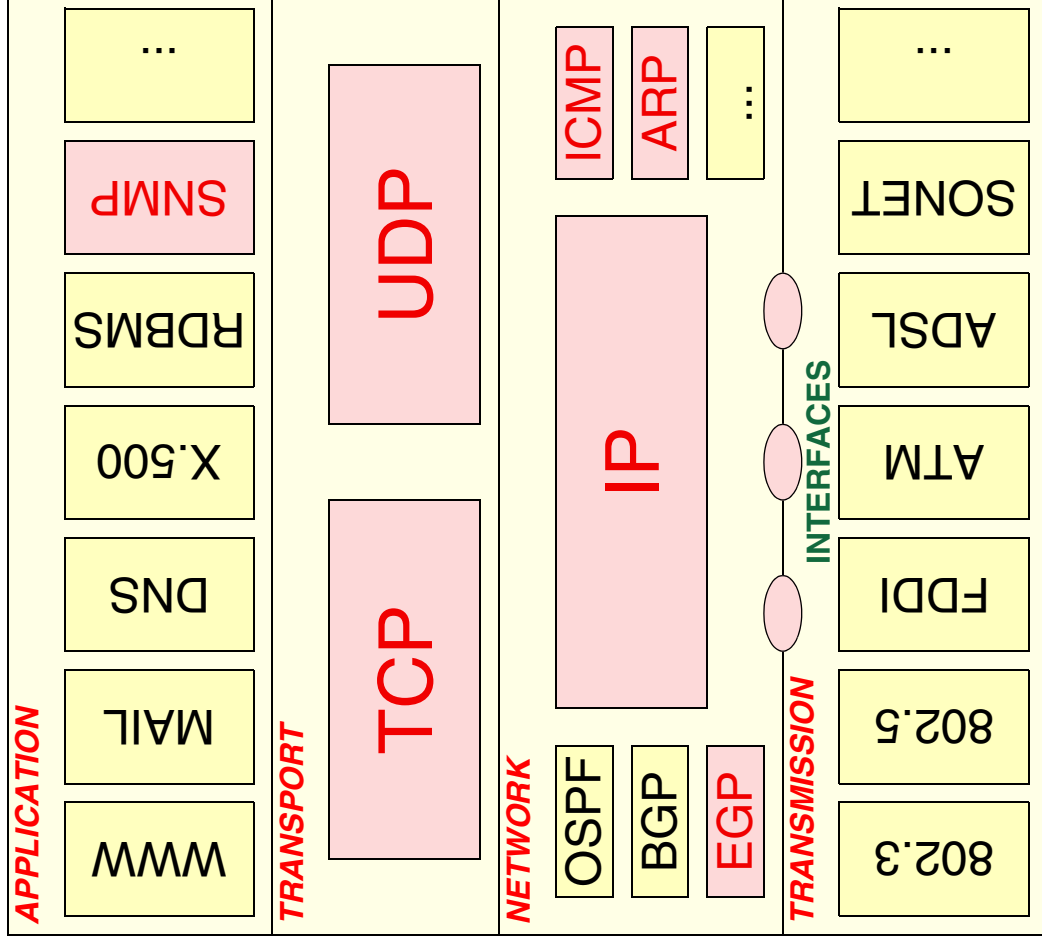 APPLICATION
WWW
MAIL
DNS
X.500
RDBMS
SNMP
...
TRANSPORT
TCP
UDP
NETWORK
OSPF
BGP
EGP
IP
ICMP
ARP
...
TRANSMISSION
INTERFACES
802.3
802.5
FDDI
ATM
ADSL
SONET
...